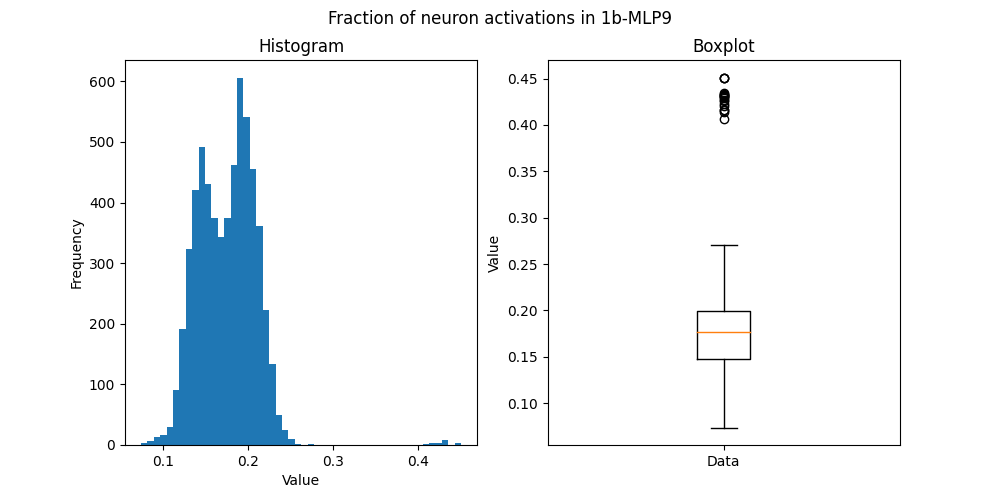 Fraction of neuron activations in 1b-MLP9
Histogram
Frequency
600
500
400
300
200
100
0
0.1 0.2 0.3 0.4
Value
Boxplot
Value
0.45
0.40
0.35
0.30
0.25
0.20
0.15
0.10
Data